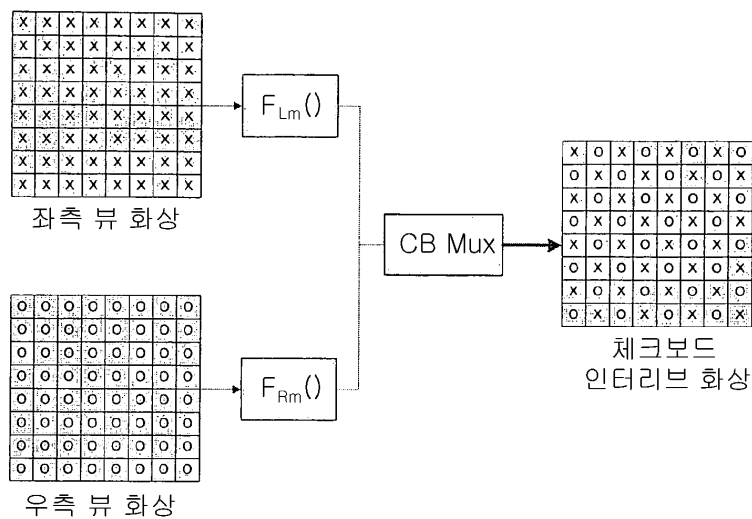 x x x x x x x x
x x x x x x x x
x x x x x x x x
x x x x x x x x
x x x x x x x x
x x x x x x x x
x x x x x x x x
x x x x x x x x
좌측 뷰 화상
F_Lm()
o o o o o o o o
o o o o o o o o
o o o o o o o o
o o o o o o o o
o o o o o o o o
o o o o o o o o
o o o o o o o o
o o o o o o o o
우측 뷰 화상
F_Rm()
CB Mux
x o x o x o x o
o x o x o x o x
x o x o x o x o
o x o x o x o x
x o x o x o x o
o x o x o x o x
x o x o x o x o
o x o x o x o x
체크보드
인터리브 화상